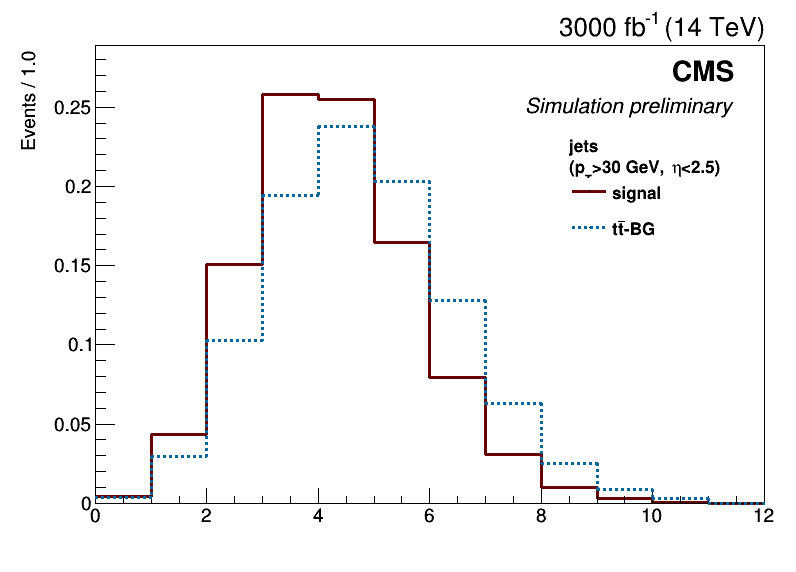 3000 fb⁻¹ (14 TeV)
CMS
Simulation preliminary
Events / 1.0
jets
(p_T>30 GeV, η<2.5)
signal
tt̄-BG
0.25
0.2
0.15
0.1
0.05
0
0 2 4 6 8 10 12